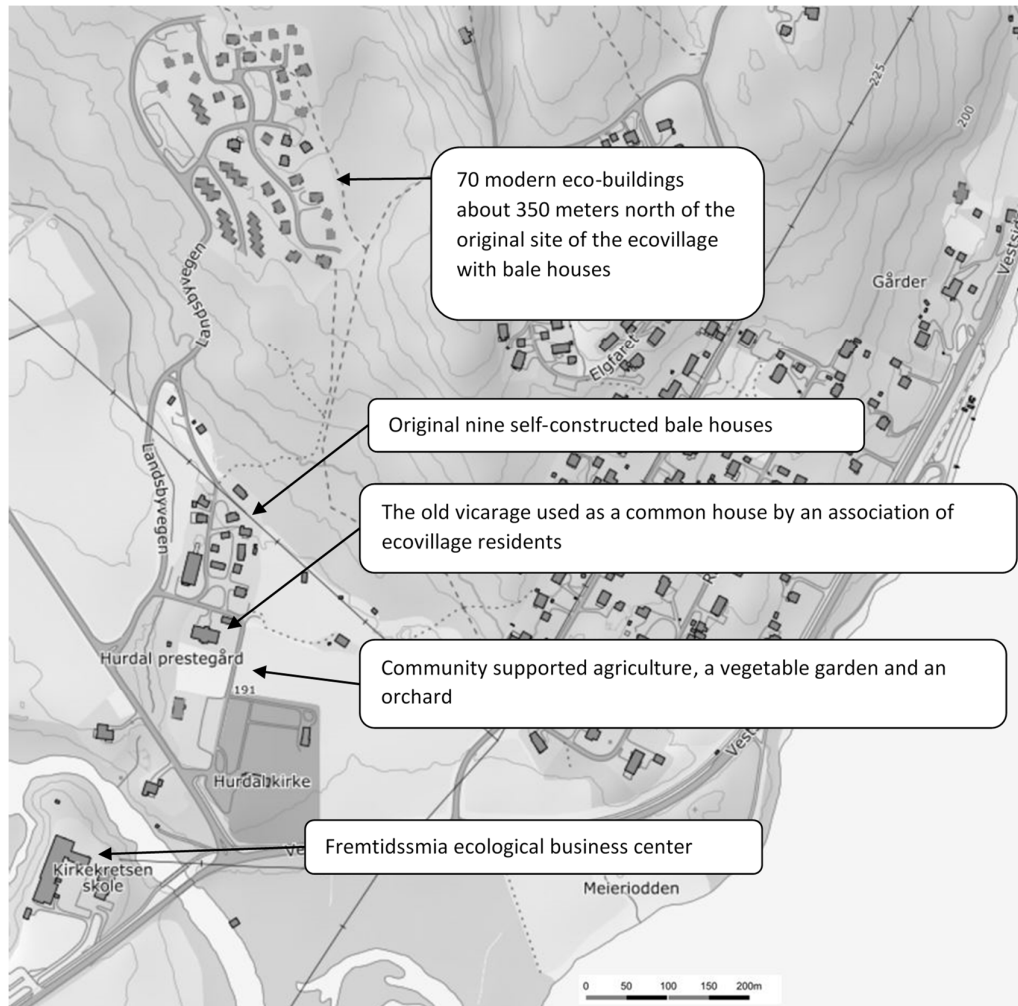 225
200
70 modern eco-buildings
about 350 meters north of the
original site of the ecovillage
with bale houses
Landsbyvegen
Gårder
Elgfaret
Original nine self-constructed bale houses
Landsbyvegen
The old vicarage used as a common house by an association of
ecovillage residents
Hurdal prestegård
Community supported agriculture, a vegetable garden and an
orchard
191
Hurdal kirke
Fremtidssmia ecological business center
Kirkekretsen
skole
Meieriodden
0 50 100 150 200m